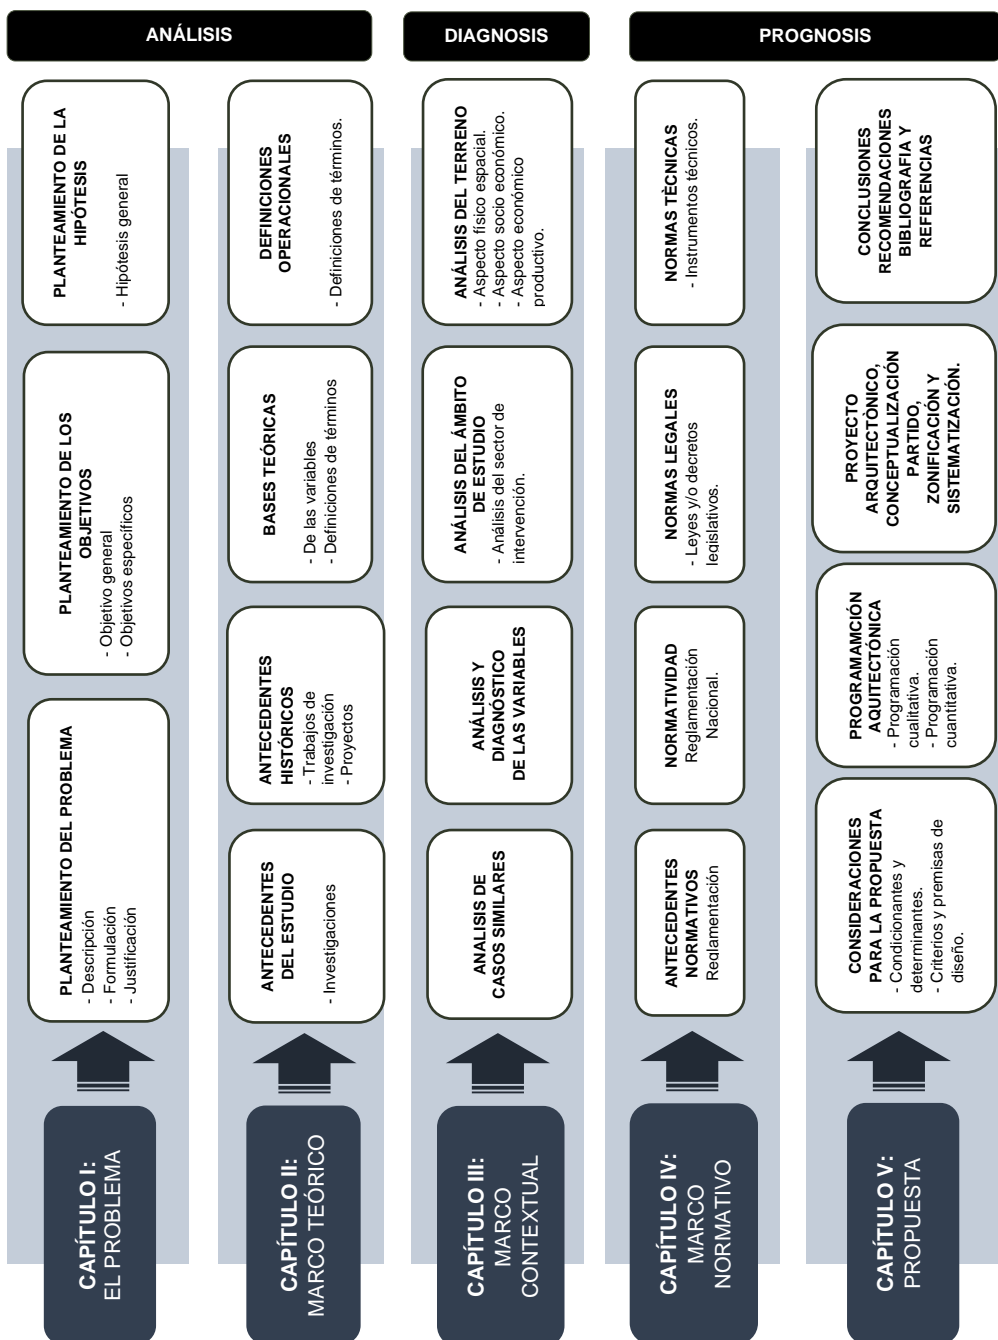 ANÁLISIS
DIAGNOSIS
PROGNOSIS
CAPÍTULO I:
EL PROBLEMA
PLANTEAMIENTO DEL PROBLEMA
- Descripción
- Formulación
- Justificación
PLANTEAMIENTO DE LOS
OBJETIVOS
- Objetivo general
- Objetivos específicos
PLANTEAMIENTO DE LA
HIPÓTESIS
- Hipótesis general
CAPÍTULO II:
MARCO TEÓRICO
ANTECEDENTES
DEL ESTUDIO
- Investigaciones
ANTECEDENTES
HISTÓRICOS
- Trabajos de
investigación
- Proyectos
BASES TEÓRICAS
- De las variables
- Definiciones de términos
DEFINICIONES
OPERACIONALES
- Definiciones de términos.
CAPÍTULO III:
MARCO
CONTEXTUAL
ANALISIS DE
CASOS SIMILARES
ANÁLISIS Y
DIAGNÓSTICO
DE LAS VARIABLES
ANÁLISIS DEL ÁMBITO
DE ESTUDIO
- Análisis del sector de
intervención.
ANÁLISIS DEL TERRENO
- Aspecto físico espacial.
- Aspecto socio económico.
- Aspecto económico
productivo.
CAPÍTULO IV:
MARCO
NORMATIVO
ANTECEDENTES
NORMATIVOS
Reglamentación
NORMATIVIDAD
Reglamentación
Nacional.
NORMAS LEGALES
- Leyes y/o decretos
legislativos.
NORMAS TÈCNICAS
- Instrumentos técnicos.
CAPÍTULO V:
PROPUESTA
CONSIDERACIONES
PARA LA PROPUESTA
- Condicionantes y
determinantes.
- Criterios y premisas de
diseño.
PROGRAMAMCIÓN
AQUITECTÓNICA
- Programación
cualitativa.
- Programación
cuantitativa.
PROYECTO
ARQUITECTÒNICO,
CONCEPTUALIZACIÓN
PARTIDO,
ZONIFICACIÓN Y
SISTEMATIZACIÓN.
CONCLUSIONES
RECOMENDACIONES
BIBLIOGRAFIA Y
REFERENCIAS